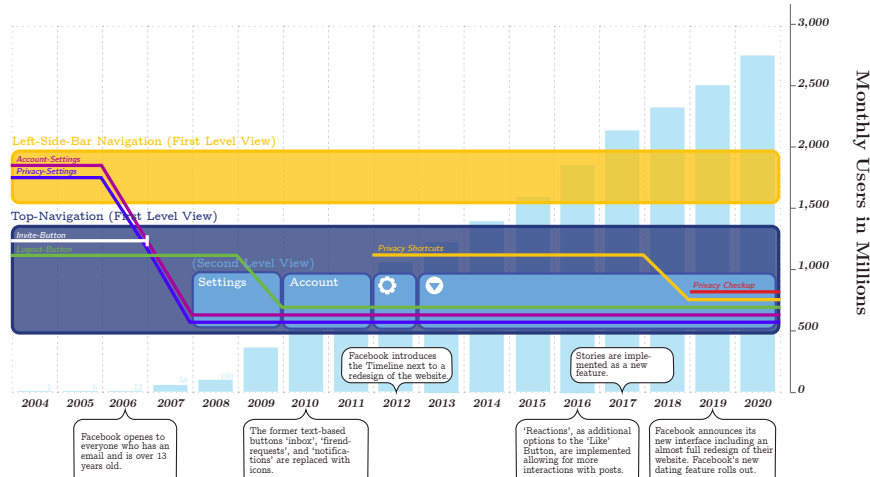 3,000
2,500
2,000
1,500
1,000
500
0
Monthly Users in Millions
Left-Side-Bar Navigation (First Level View)
Account-Settings
Privacy-Settings
Top-Navigation (First Level View)
Invite-Button
Logout-Button
Privacy Shortcuts
(Second Level View)
Settings
Account
Privacy Checkup
1
6
12
58
100
Facebook introduces
the Timeline next to a
redesign of the website.
Stories are imple-
mented as a new
feature.
2004 2005 2006 2007 2008 2009 2010 2011 2012 2013 2014 2015 2016 2017 2018 2019 2020
Facebook opens to
everyone who has an
email and is over 13
years old.
The former text-based
buttons ‘inbox’, ‘firend-
requests’, and ‘notifica-
tions’ are replaced with
icons.
‘Reactions’, as additional
options to the ‘Like’
Button, are implemented
allowing for more
interactions with posts.
Facebook announces its
new interface including an
almost full redesign of their
website. Facebook's new
dating feature rolls out.